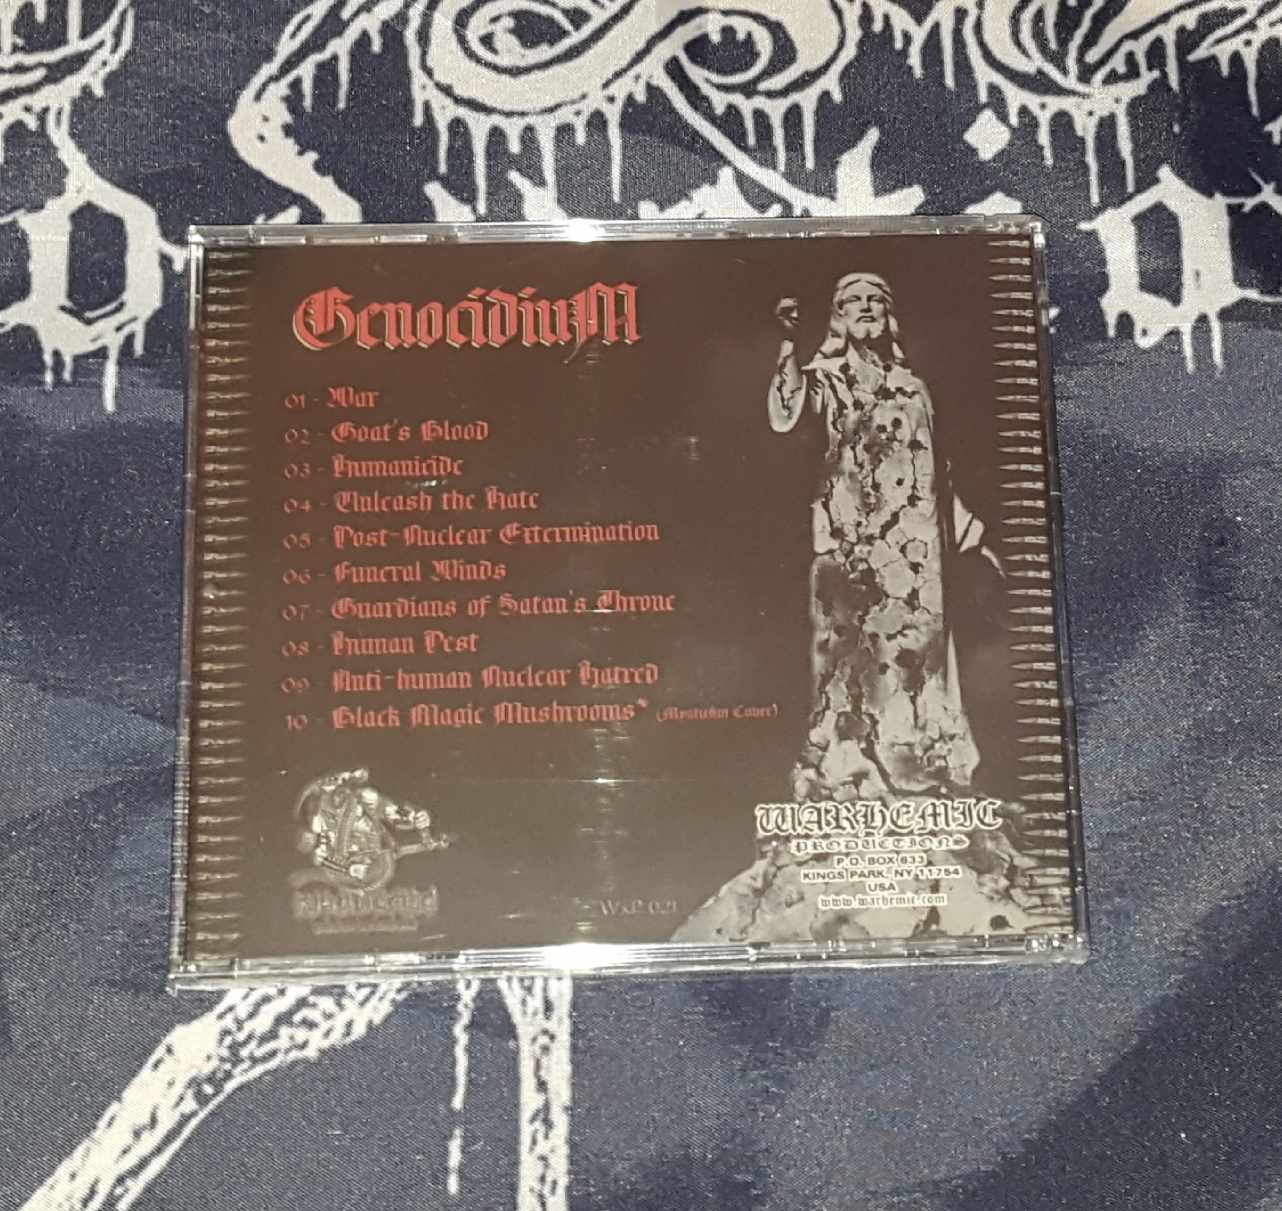 GenocidiuM
01 - War
02 - Goat's Blood
03 - Humanicide
04 - Unleash the Hate
05 - Post-Nuclear Extermination
06 - Funeral Winds
07 - Guardians of Satan's Throne
08 - Human Pest
09 - Anti-human Nuclear Hatred
10 - Black Magic Mushrooms* (Mysticum Cover)
WARHEMIC
PRODUCTIONS
P.O. BOX 633
KINGS PARK, NY 11754
USA
www.warhemic.com